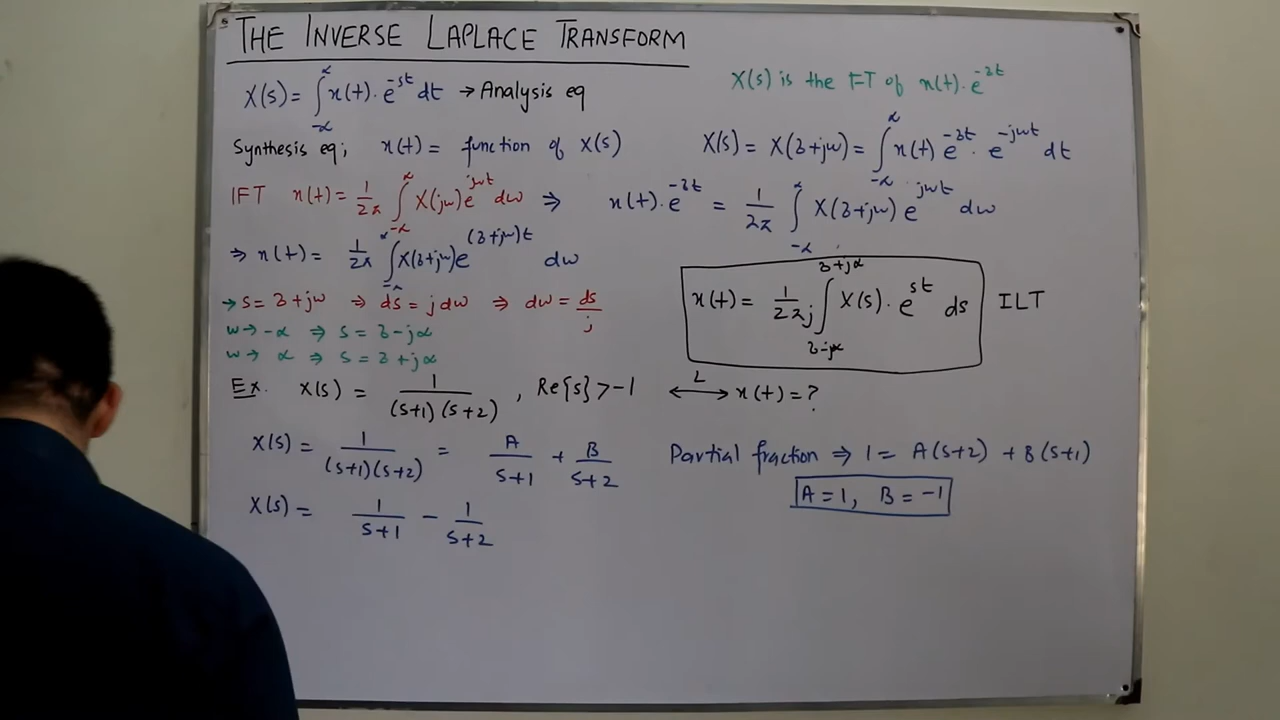 THE INVERSE LAPLACE TRANSFORM
X(s) = ∫_{-∞}^{∞} x(t) · e^{-st} dt → Analysis eq
X(s) is the FT of x(t) · e^{-σt}
Synthesis eq; x(t) = function of X(s)
X(s) = X(σ+jω) = ∫_{-∞}^{∞} x(t) e^{-σt} · e^{-jωt} dt
IFT x(t) = 1/2π ∫_{-∞}^{∞} X(jω) e^{jωt} dω ⇒ x(t) · e^{-σt} = 1/2π ∫_{-∞}^{∞} X(σ+jω) e^{jωt} dω
⇒ x(t) = 1/2π ∫_{-∞}^{∞} X(σ+jω) e^{(σ+jω)t} dω
→ s = σ+jω ⇒ ds = j dω ⇒ dω = ds/j
x(t) = 1/2πj ∫_{σ-j∞}^{σ+j∞} X(s) · e^{st} ds ILT
ω → -∞ ⇒ s = σ-j∞
ω → ∞ ⇒ s = σ+j∞
Ex. X(s) = 1/(s+1)(s+2) , Re{s} > -1 ←L→ x(t) = ?
X(s) = 1/(s+1)(s+2) = A/s+1 + B/s+2
Partial fraction ⇒ 1 = A(s+2) + B(s+1)
A = 1, B = -1
X(s) = 1/s+1 - 1/s+2